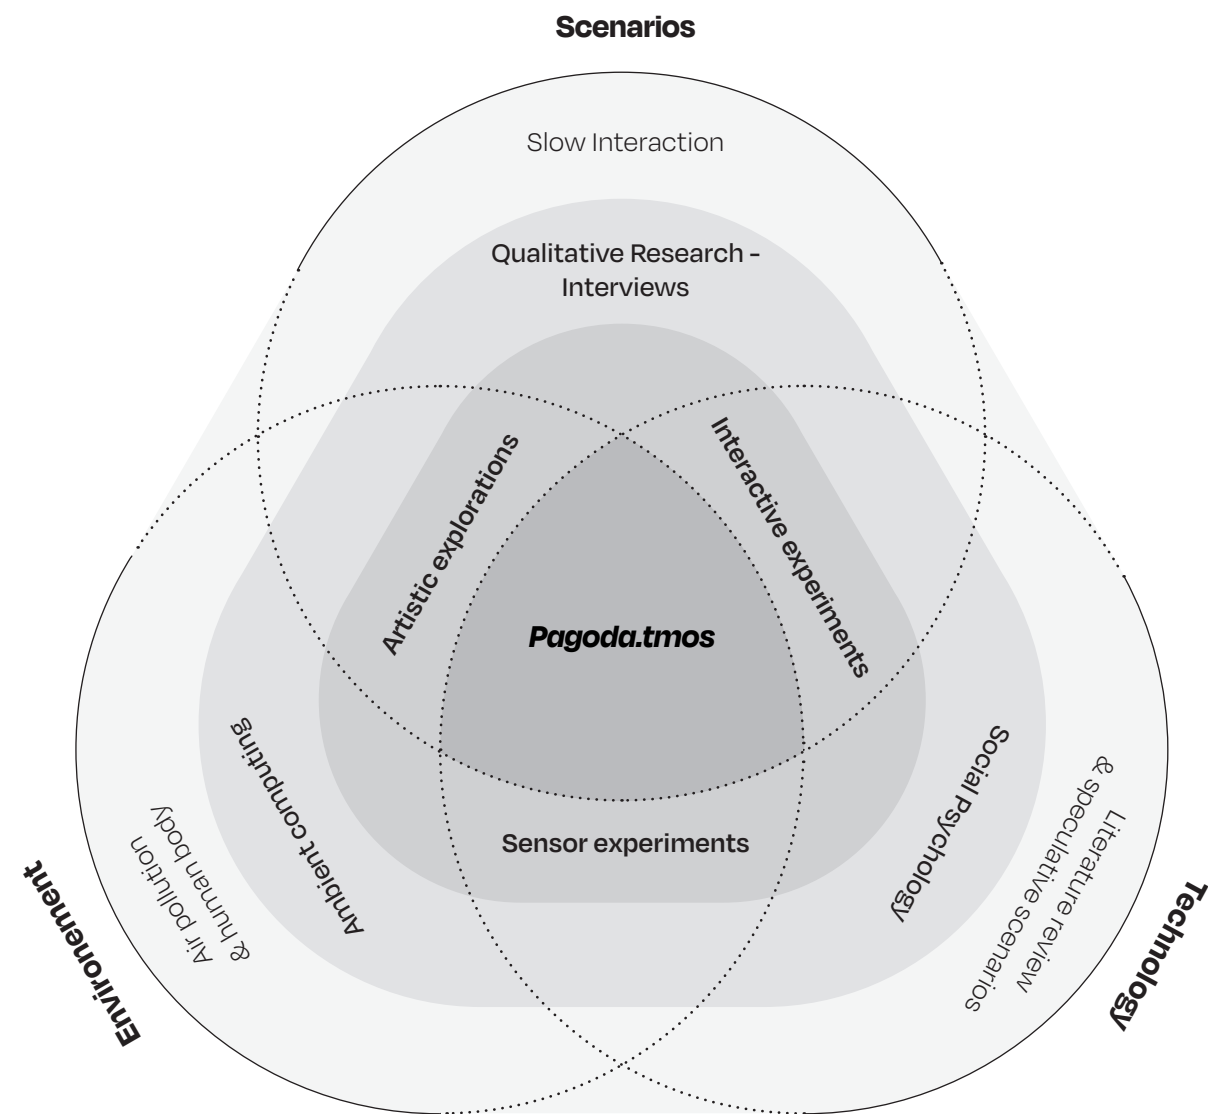 Scenarios
Slow Interaction
Qualitative Research -
Interviews
Artistic explorations
Interactive experiments
Pagoda.tmos
Sensor experiments
Ambient computing
Social Psychology
Air pollution
& human body
Literature review
& speculative scenarios
Environement
Technology